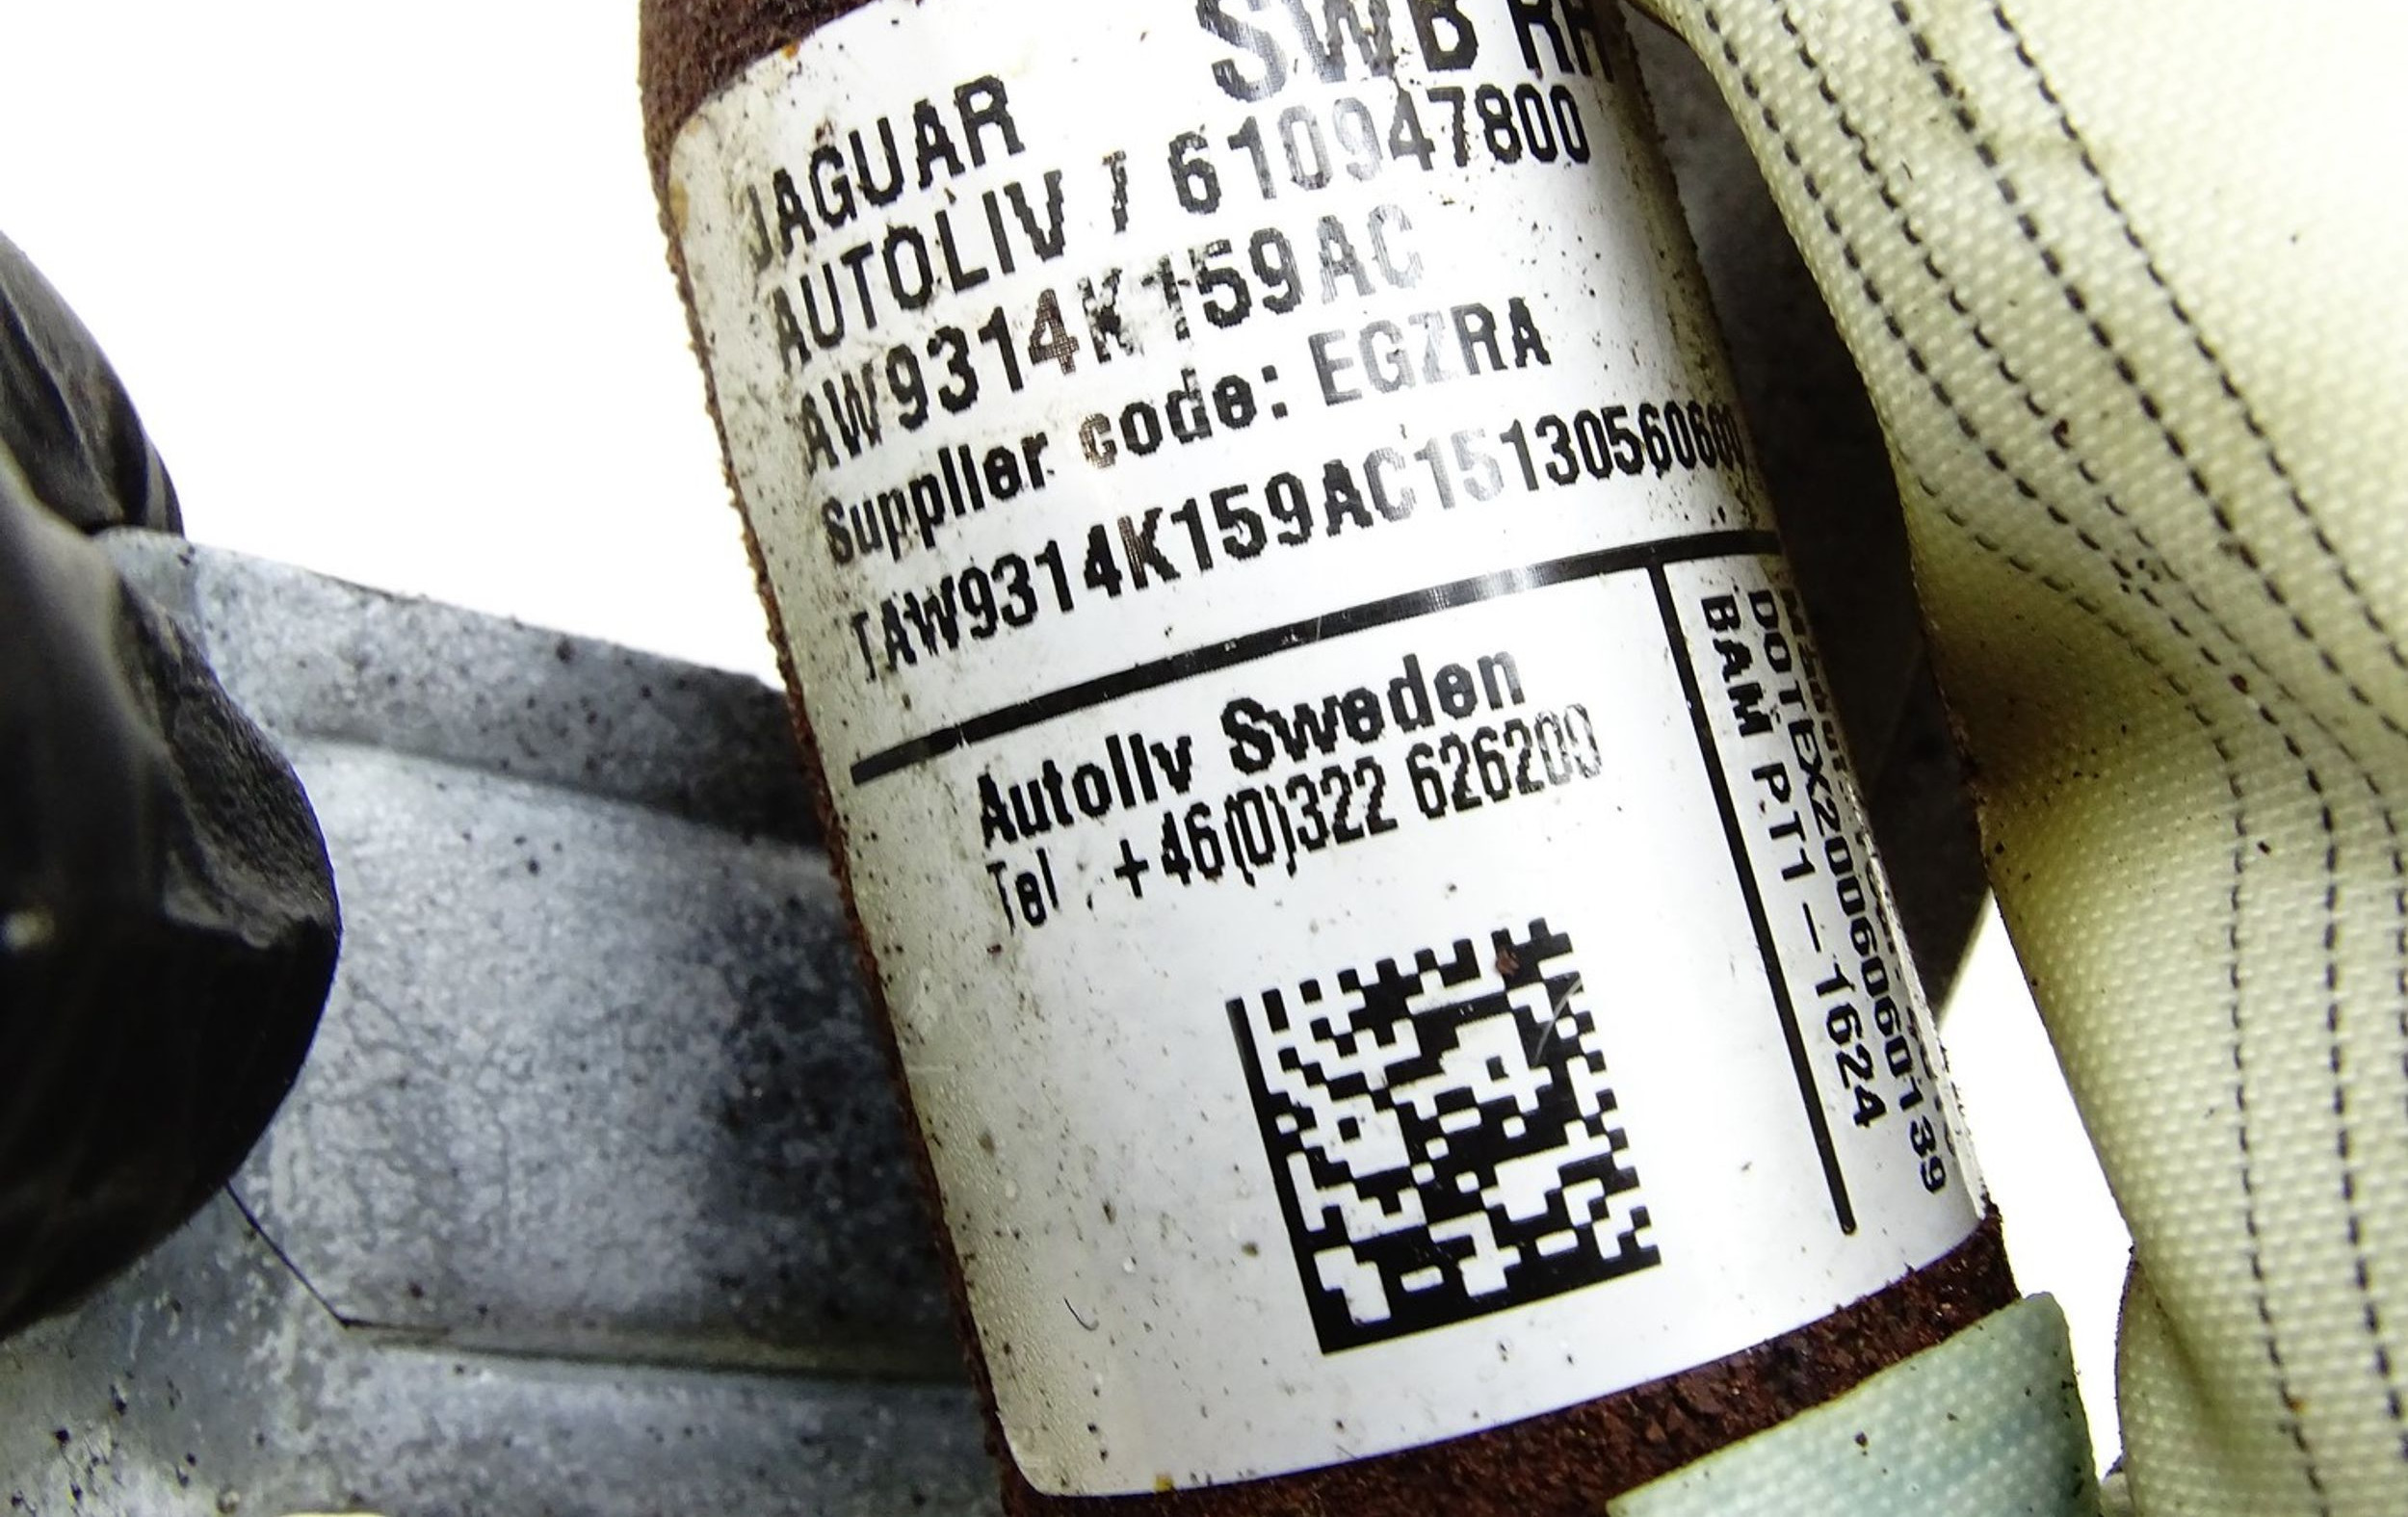 SWB RH
JAGUAR
AUTOLIV / 610947800
AW9314K159AC
Supplier code: EGZRA
TAW9314K159AC15130560680
Autoliv Sweden
Tel : +46(0)322 626200
DOTEX2006060139
BAM PT1 - 1624